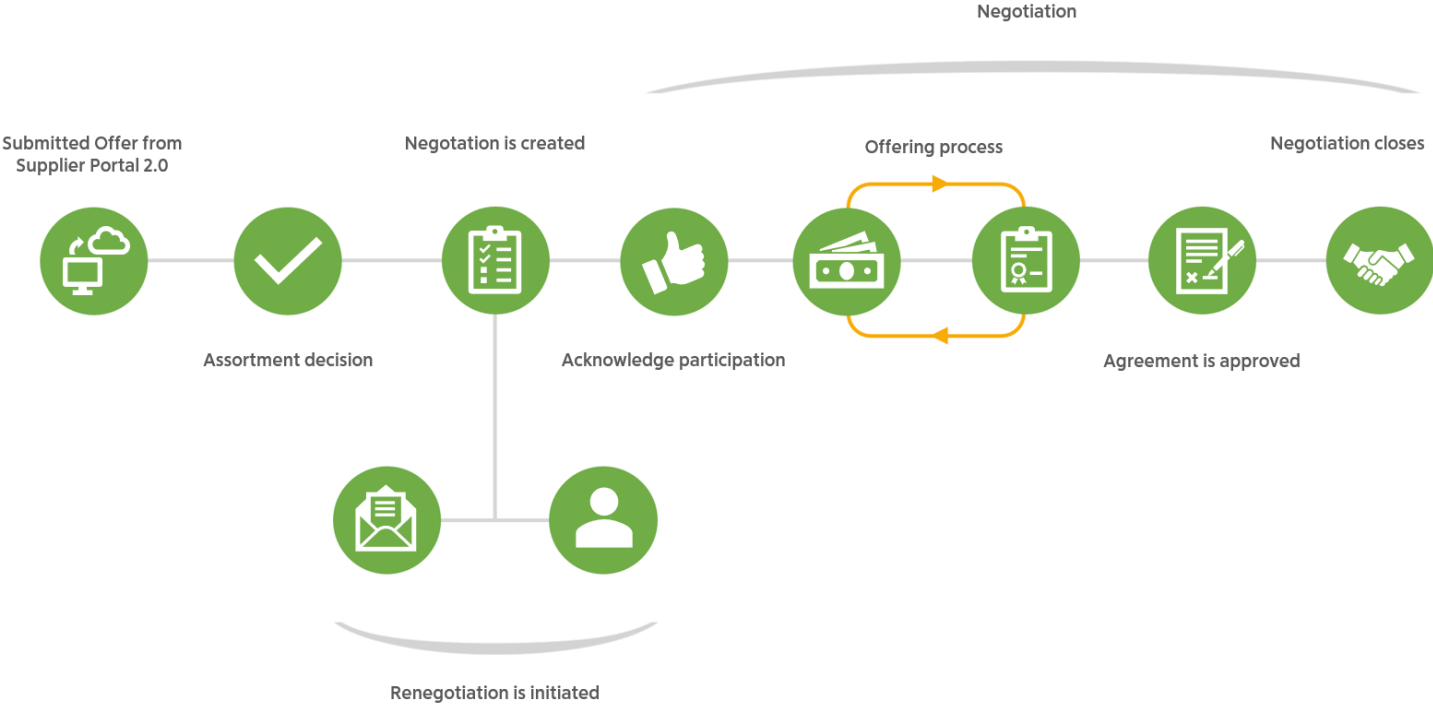 Negotiation
Submitted Offer from
Supplier Portal 2.0
Negotation is created
Offering process
Negotiation closes
Assortment decision
Acknowledge participation
Agreement is approved
Renegotiation is initiated